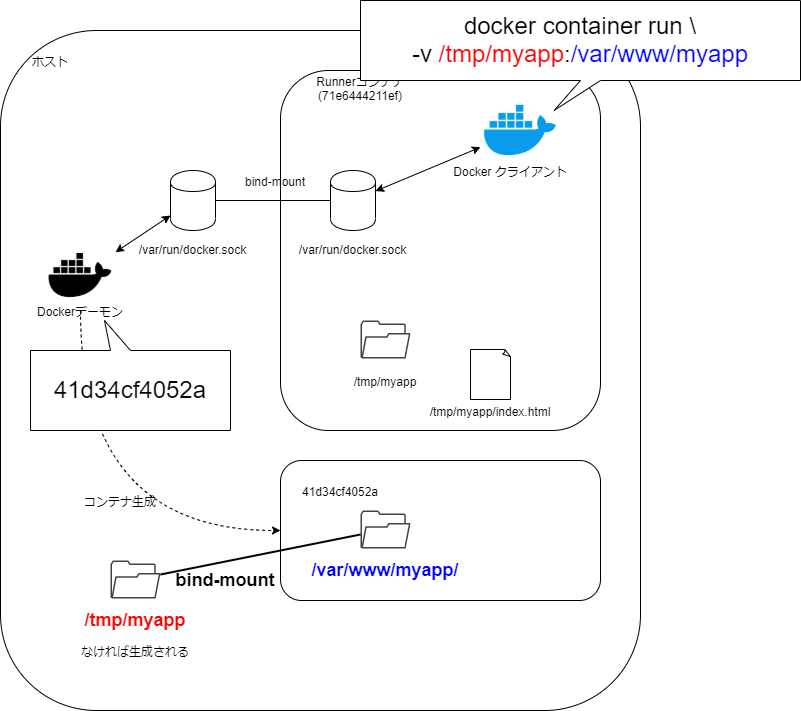 docker container run \
-v /tmp/myapp:/var/www/myapp
ホスト
Runnerコンテナ
(71e6444211ef)
Docker クライアント
bind-mount
/var/run/docker.sock
/var/run/docker.sock
Dockerデーモン
41d34cf4052a
/tmp/myapp
/tmp/myapp/index.html
コンテナ生成
41d34cf4052a
/var/www/myapp/
bind-mount
/tmp/myapp
なければ生成される